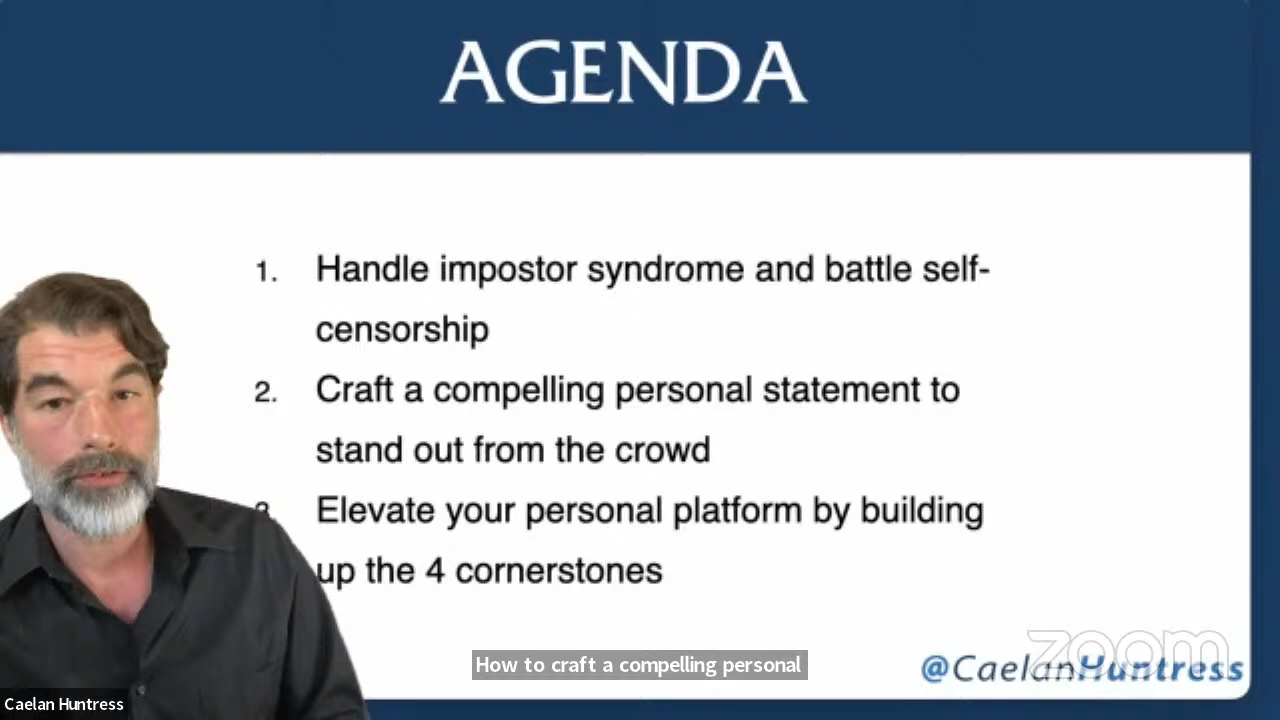 AGENDA
1. Handle impostor syndrome and battle self-
censorship
2. Craft a compelling personal statement to
stand out from the crowd
Elevate your personal platform by building
up the 4 cornerstones
How to craft a compelling personal
zoom
@CaelanHuntress
Caelan Huntress